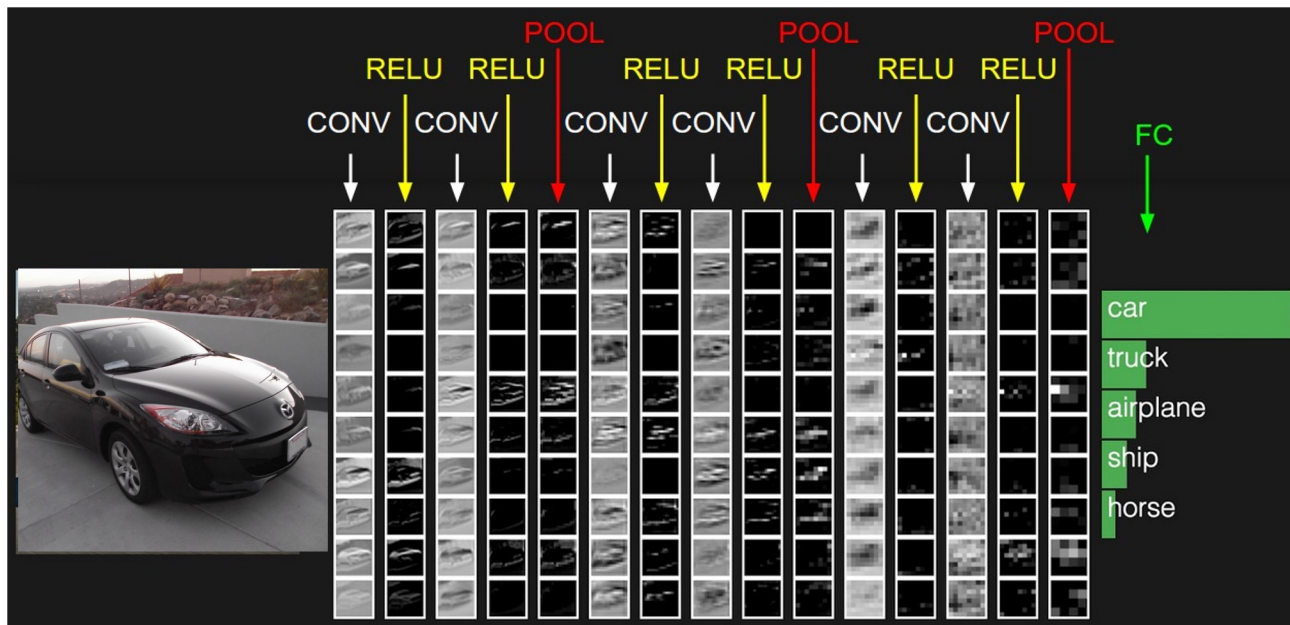 POOL POOL POOL
RELU RELU RELU RELU RELU RELU
CONV CONV CONV CONV CONV CONV
FC
car
truck
airplane
ship
horse